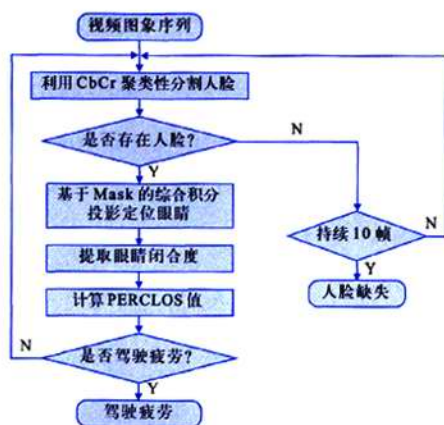 视频图象序列
利用CbCr聚类性分割人脸
是否存在人脸?
N
Y
基于Mask的综合积分
投影定位眼睛
持续10帧
N
提取眼睛闭合度
Y
人脸缺失
计算PERCLOS值
N
是否驾驶疲劳?
Y
驾驶疲劳